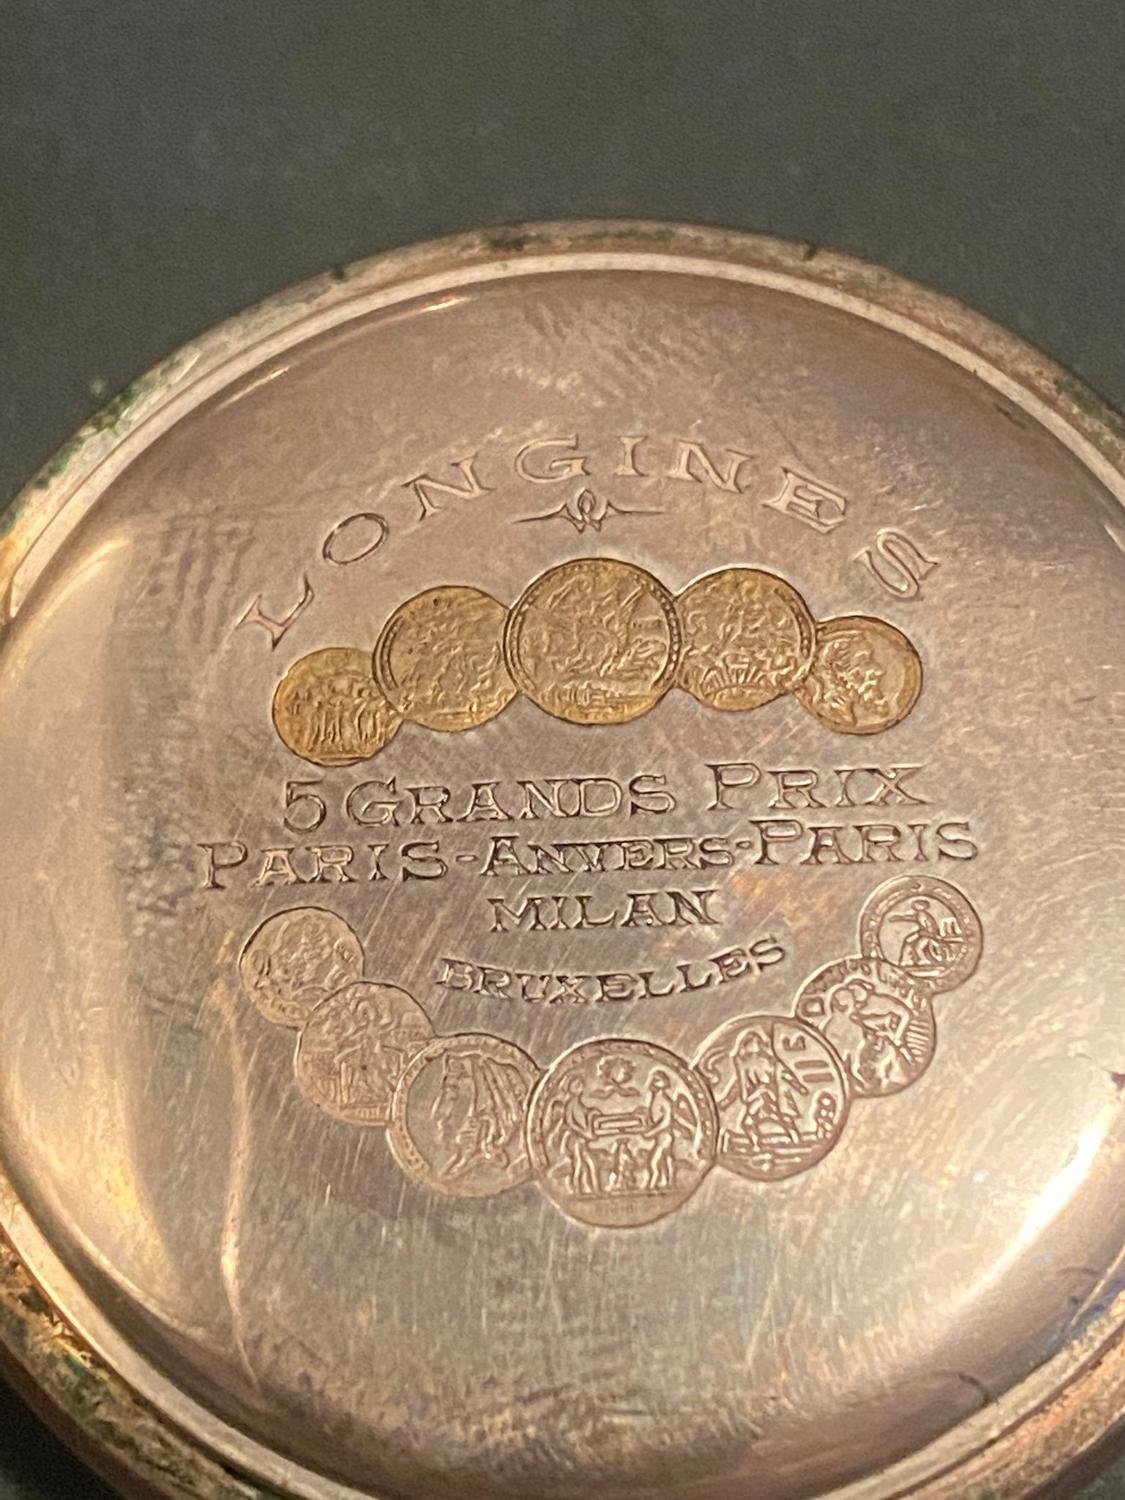 LONGINES
5 GRANDS PRIX
PARIS-ANVERS-PARIS
MILAN
BRUXELLES